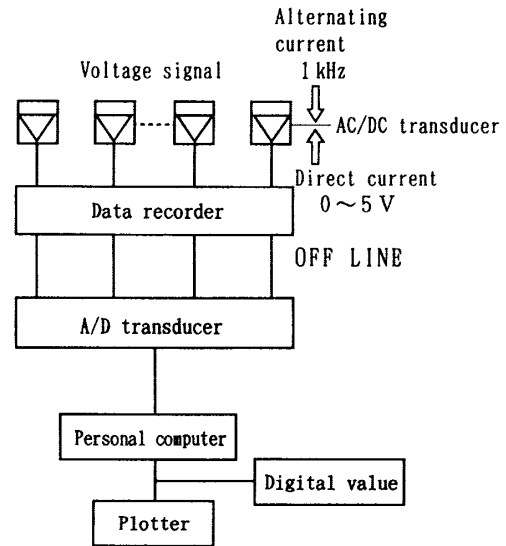 Alternating
current
1 kHz
Voltage signal
AC/DC transducer
Direct current
0～5 V
Data recorder
OFF LINE
A/D transducer
Personal computer
Digital value
Plotter